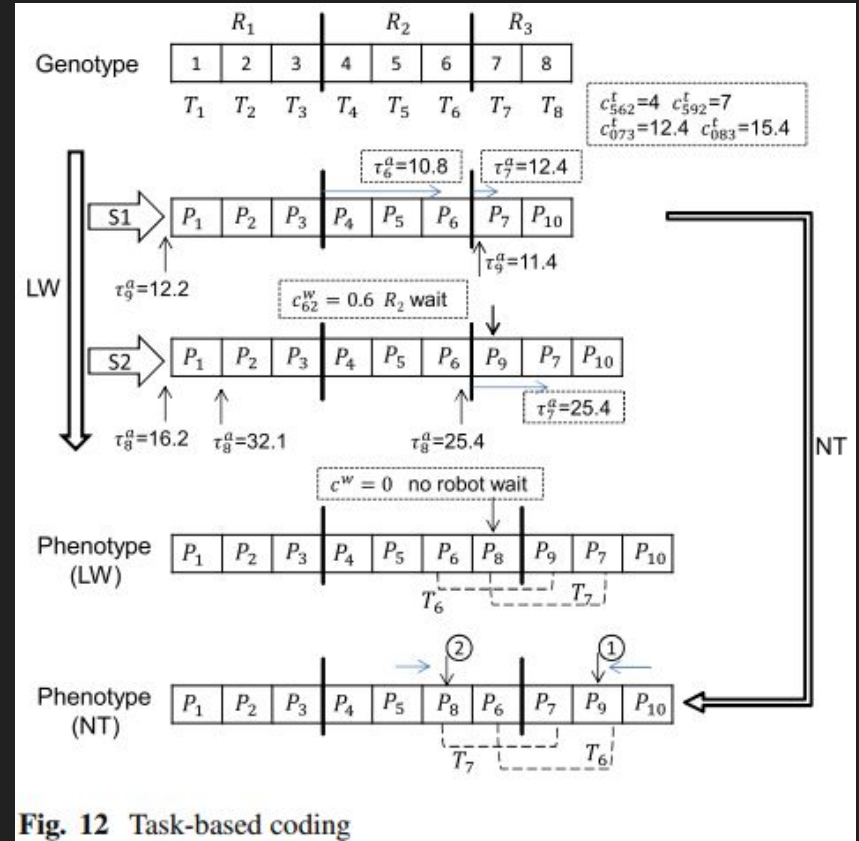 R₁ R₂ R₃
Genotype 1 2 3 4 5 6 7 8
T₁ T₂ T₃ T₄ T₅ T₆ T₇ T₈
c^t_562=4 c^t_592=7
c^t_073=12.4 c^t_083=15.4
τ^a_6=10.8 τ^a_7=12.4
S1 P₁ P₂ P₃ P₄ P₅ P₆ P₇ P₁₀
τ^a_9=12.2 τ^a_9=11.4
LW
c^w_62 = 0.6 R₂ wait
S2 P₁ P₂ P₃ P₄ P₅ P₆ P₉ P₇ P₁₀
τ^a_7=25.4
τ^a_8=16.2 τ^a_8=32.1 τ^a_8=25.4
NT
c^w = 0 no robot wait
Phenotype P₁ P₂ P₃ P₄ P₅ P₆ P₈ P₉ P₇ P₁₀
(LW)
T₆ T₇
② ①
Phenotype P₁ P₂ P₃ P₄ P₅ P₈ P₆ P₇ P₉ P₁₀
(NT)
T₇ T₆
Fig. 12 Task-based coding